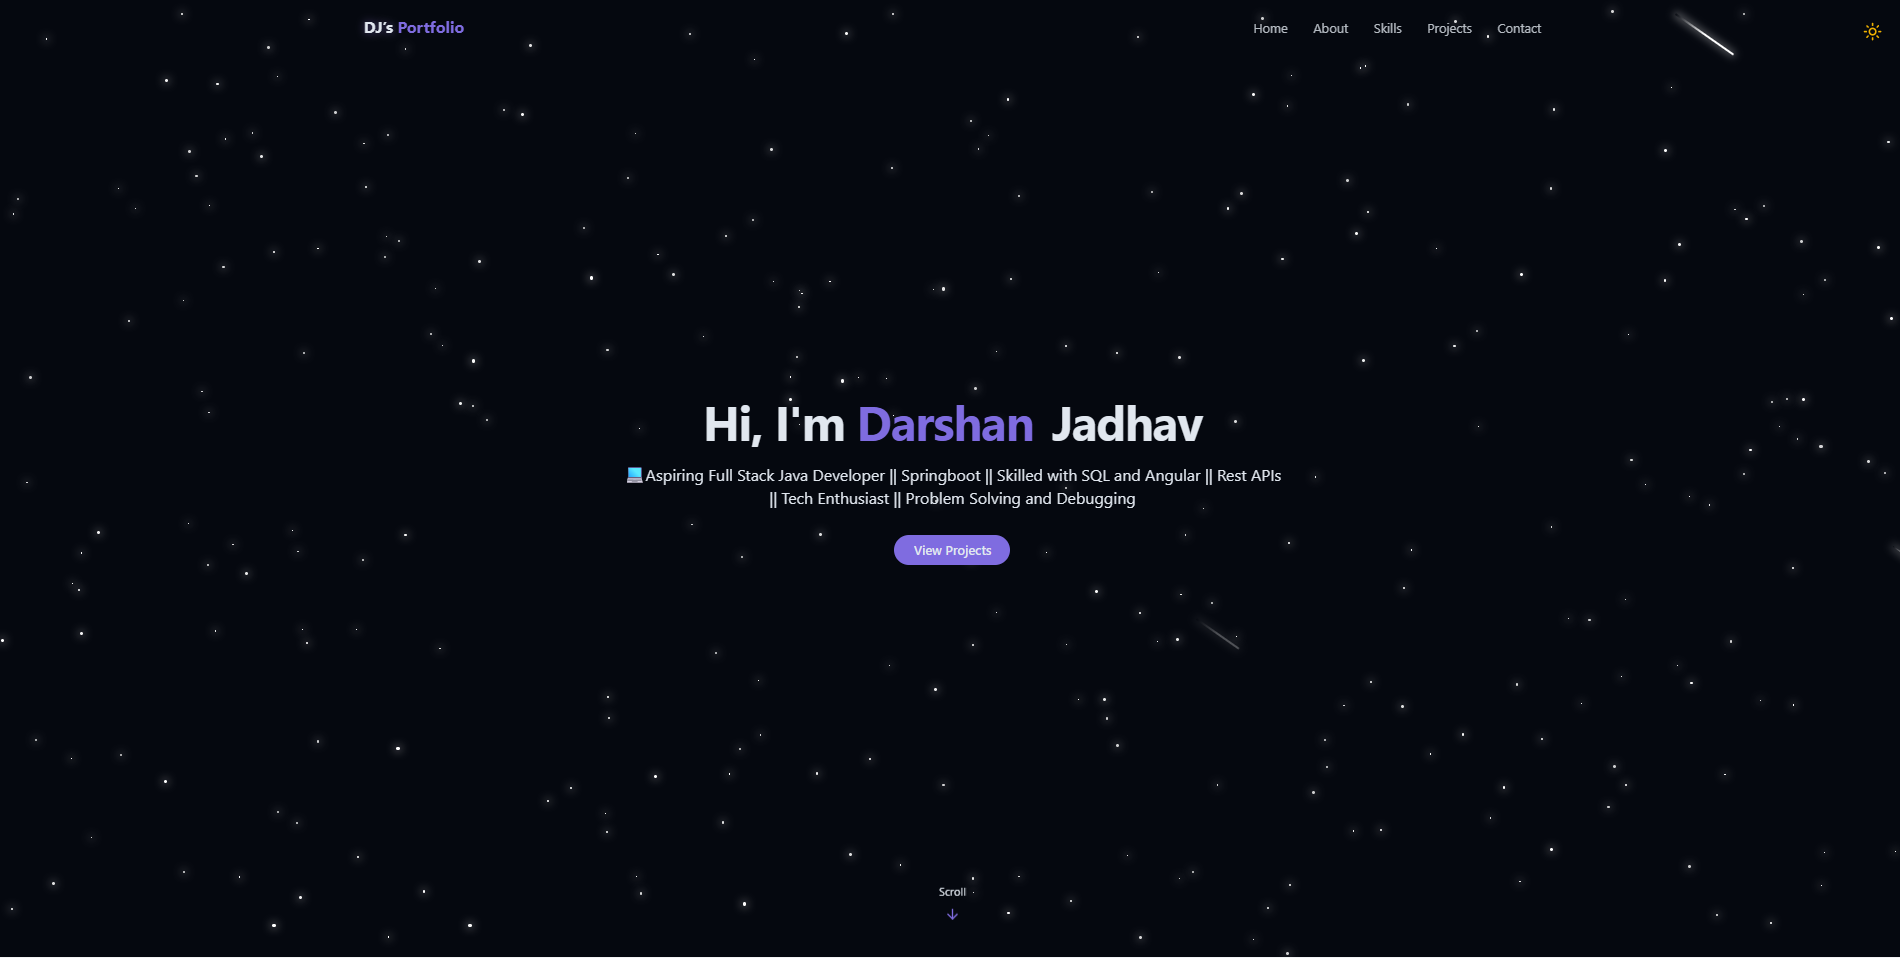 DJ's Portfolio
Home About Skills Projects Contact
Hi, I'm Darshan Jadhav
💻Aspiring Full Stack Java Developer || Springboot || Skilled with SQL and Angular || Rest APIs
|| Tech Enthusiast || Problem Solving and Debugging
View Projects
Scroll